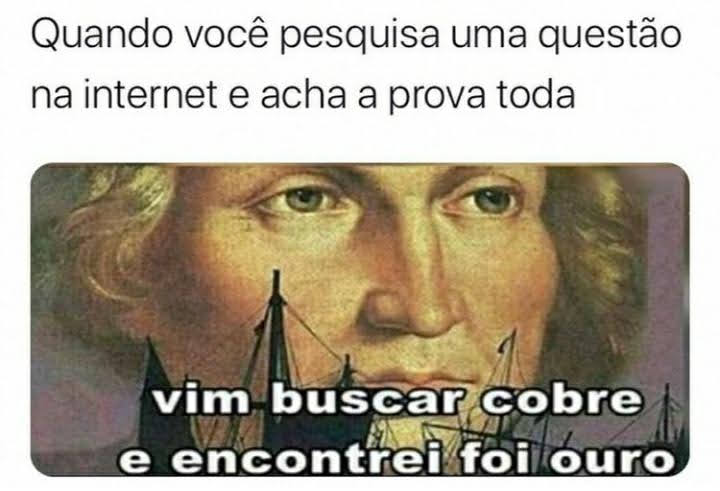 Quando você pesquisa uma questão
na internet e acha a prova toda
vim buscar cobre
e encontrei foi ouro